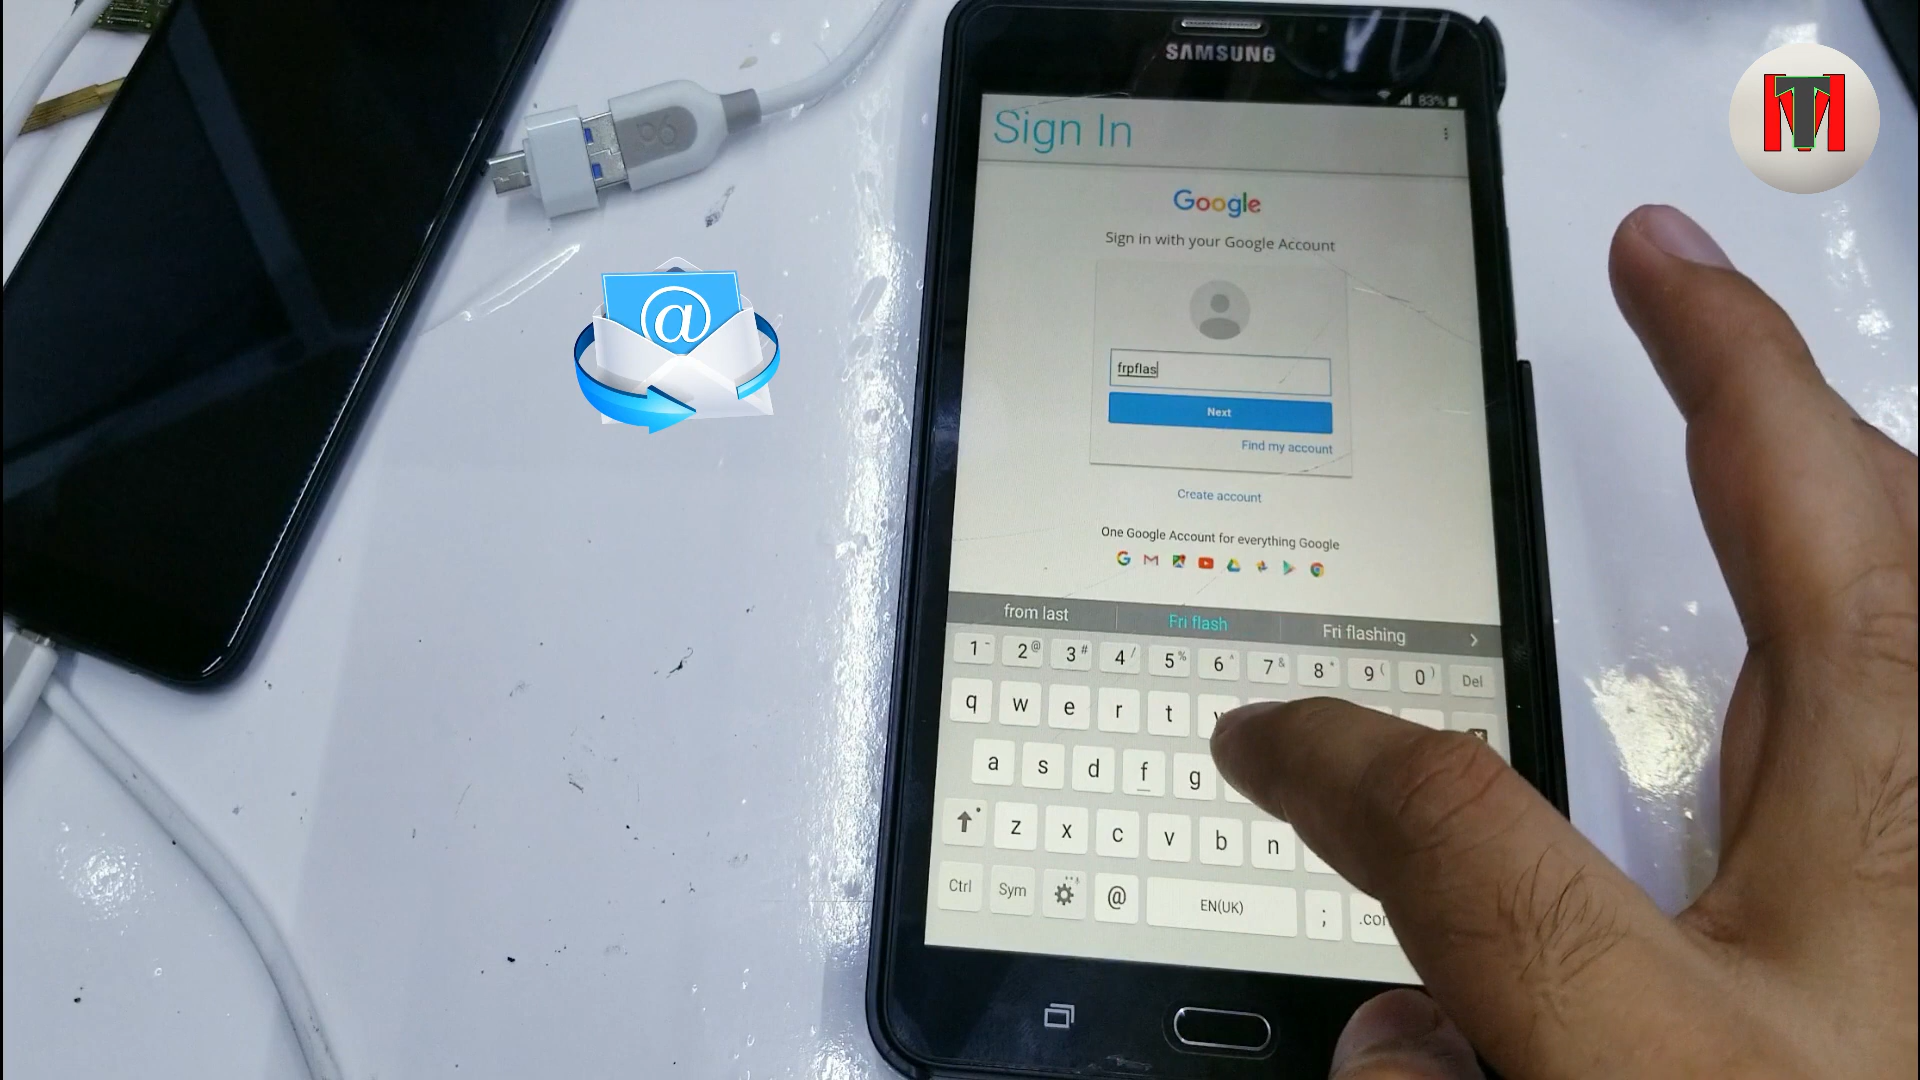 SAMSUNG
83%
Sign In
Google
Sign in with your Google Account
frpflas
Next
Find my account
Create account
One Google Account for everything Google
from last Fri flash Fri flashing
1 - 2 @ 3 # 4 / 5 % 6 ^ 7 & 8 * 9 ( 0 ) Del
q w e r t y
a s d f g
z x c v b n
Ctrl Sym @ EN(UK) ; .co
@
TM